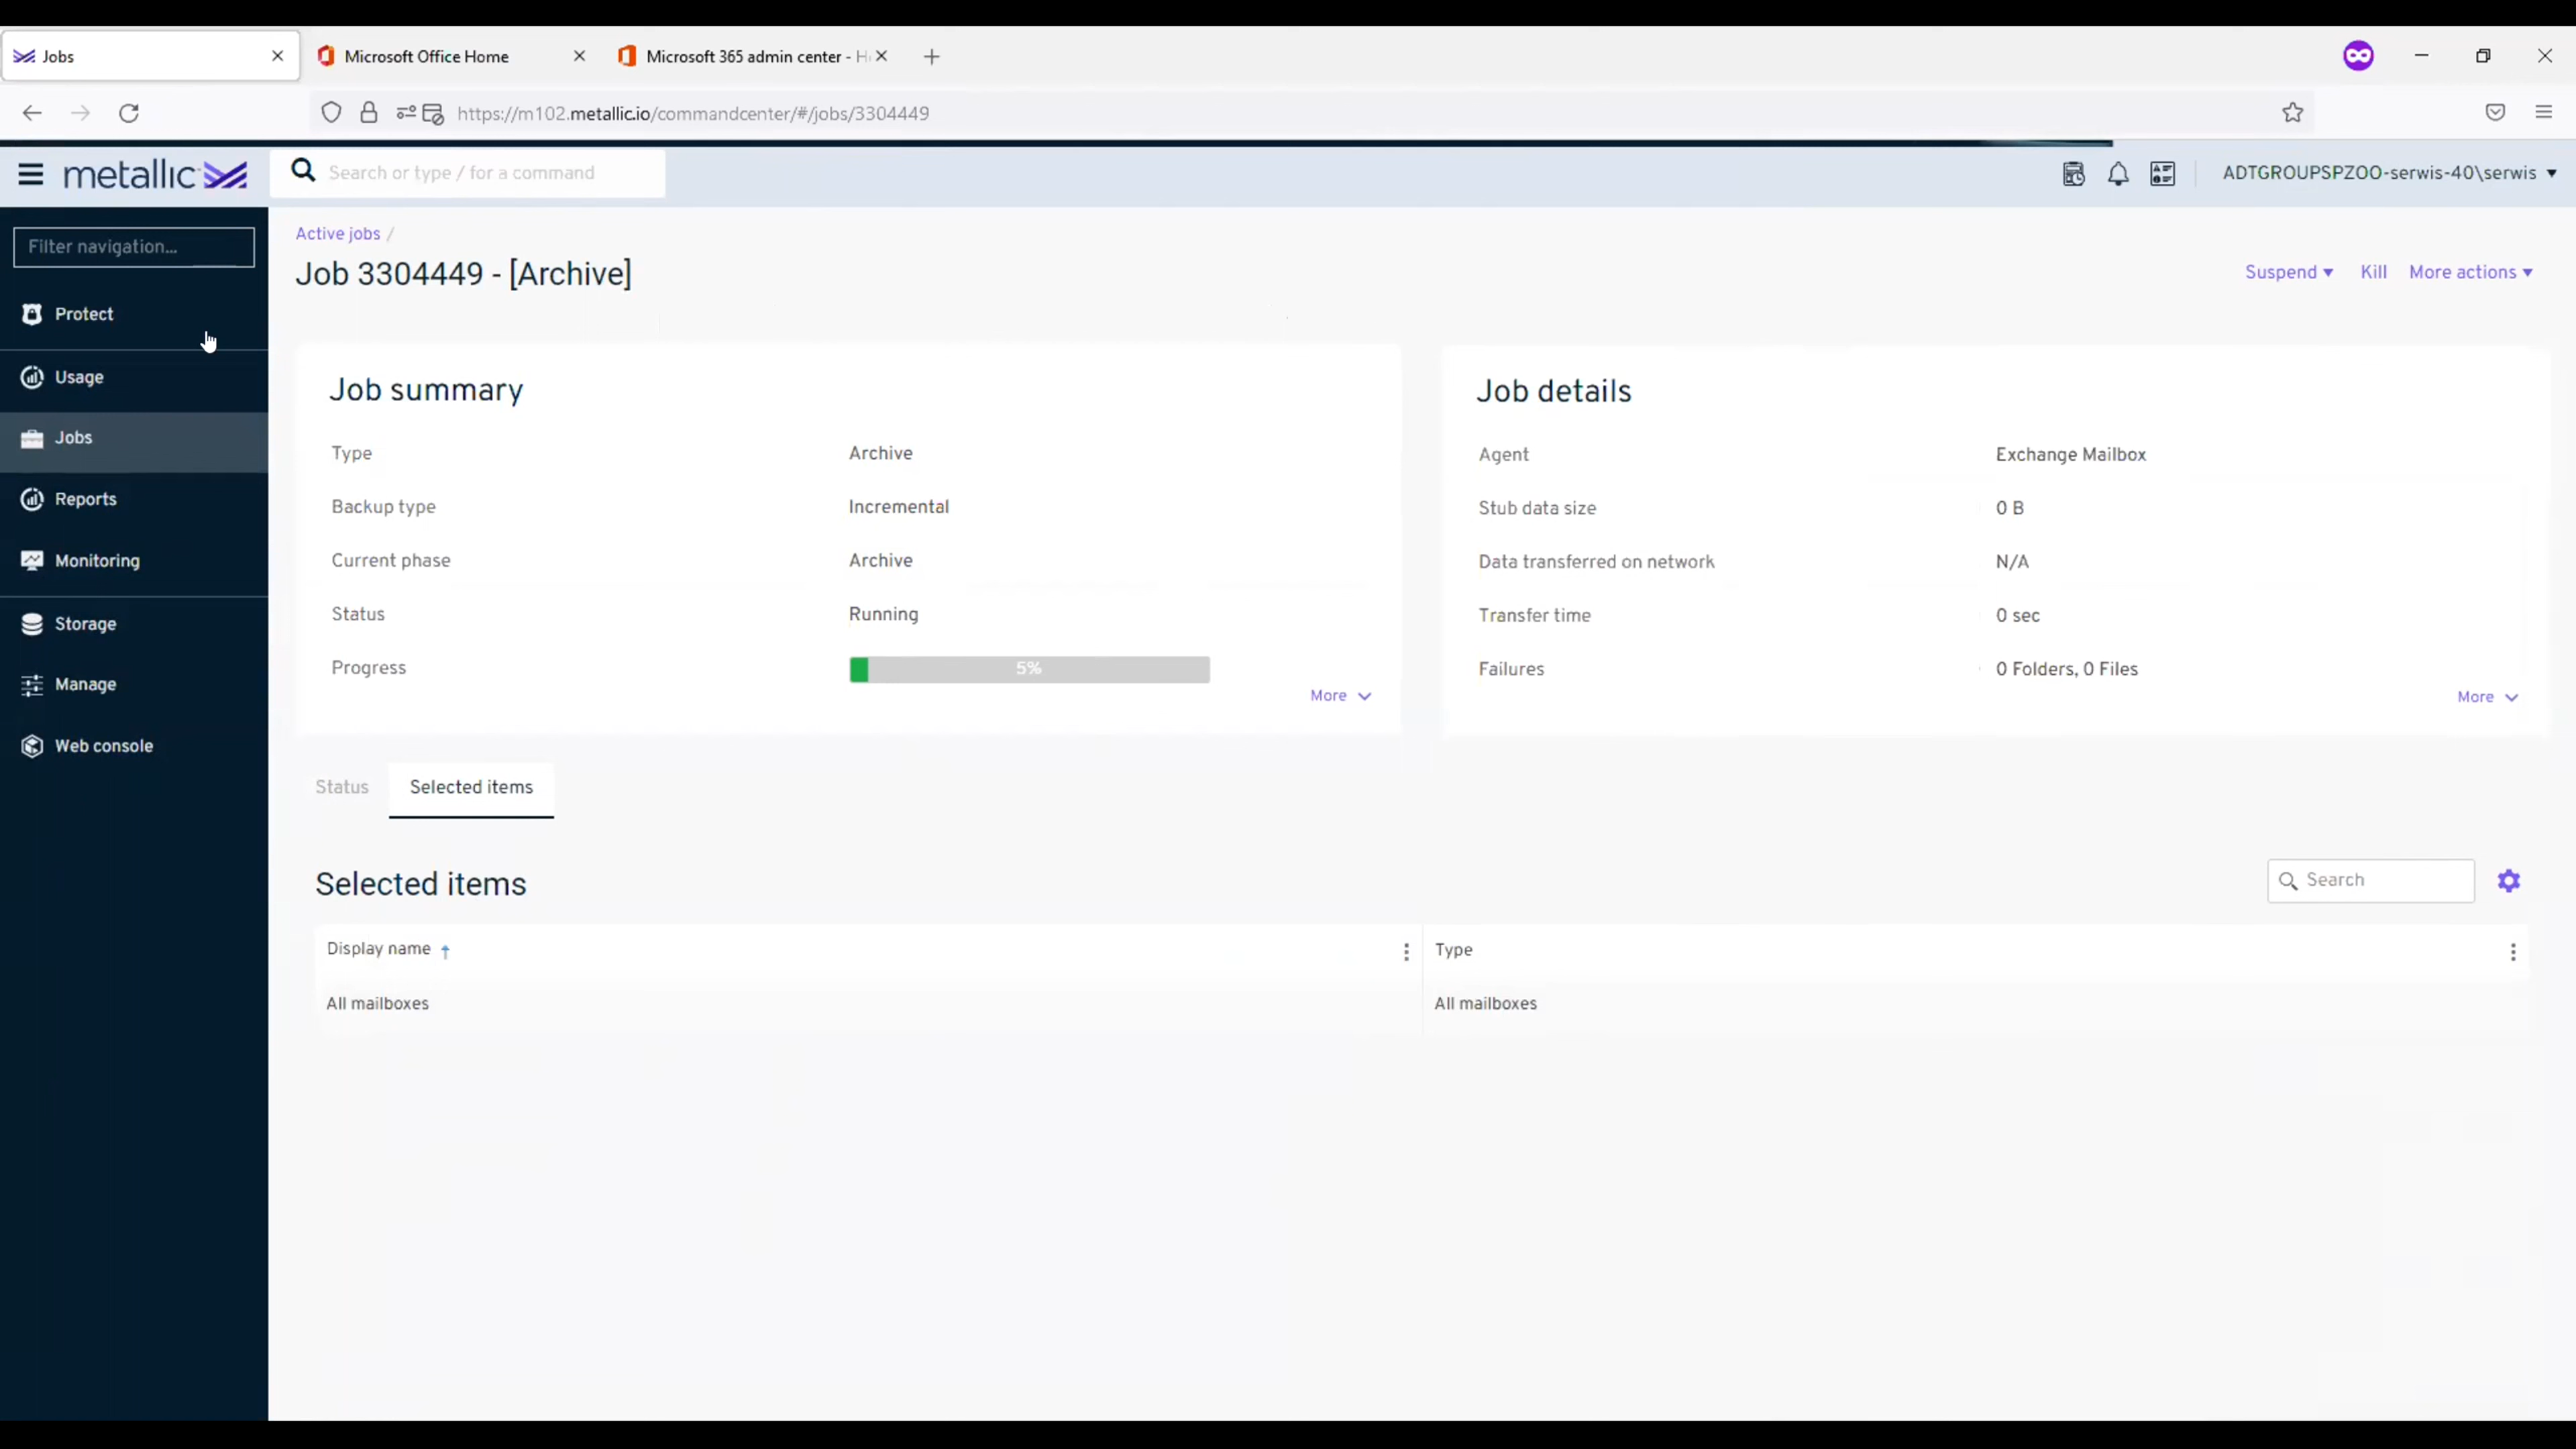 Jobs
Microsoft Office Home
Microsoft 365 admin center - H
https://m102.metallic.io/commandcenter/#/jobs/3304449
metallic
Search or type / for a command
ADTGROUPSPZOO-serwis-40\serwis
Filter navigation...
Protect
Usage
Jobs
Reports
Monitoring
Storage
Manage
Web console
Active jobs /
Job 3304449 - [Archive]
Suspend
Kill
More actions
Job summary
Type Archive
Backup type Incremental
Current phase Archive
Status Running
Progress 5%
More
Job details
Agent Exchange Mailbox
Stub data size 0 B
Data transferred on network N/A
Transfer time 0 sec
Failures 0 Folders, 0 Files
More
Status
Selected items
Selected items
Search
Display name Type
All mailboxes All mailboxes